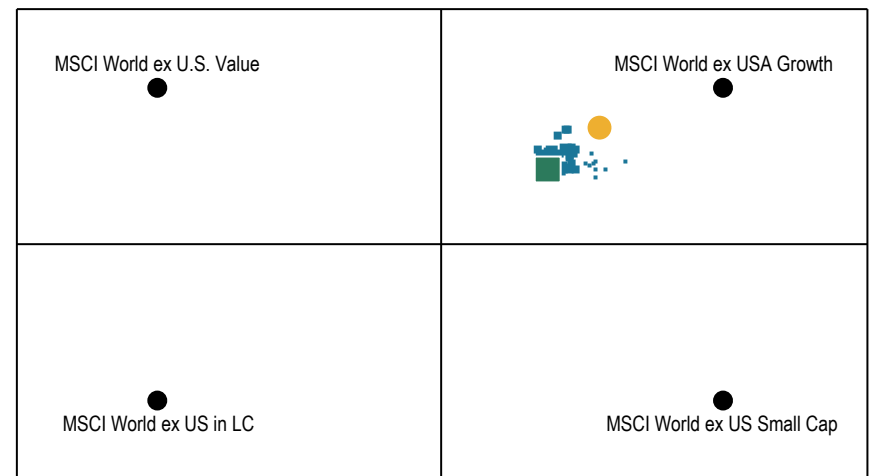 MSCI World ex U.S. Value
MSCI World ex USA Growth
MSCI World ex US in LC
MSCI World ex US Small Cap